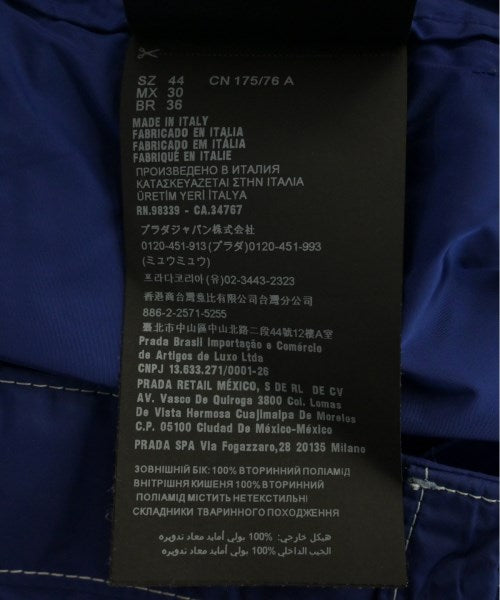 SZ 44 CN 175/76 A
MX 30
BR 36
MADE IN ITALY
FABRICADO EN ITALIA
FABRICADO EM ITÁLIA
FABRIQUÉ EN ITALIE
ПРОИЗВЕДЕНО В ИТАЛИЯ
ΚΑΤΑΣΚΕΥΑΖΕΤΑΙ ΣΤΗΝ ΙΤΑΛΙΑ
ÜRETİM YERİ İTALYA
RN.98339 - CA.34767
プラダジャパン株式会社
0120-451-913(プラダ)0120-451-993
(ミュウミュウ)
프라다코리아(유)02-3443-2323
香港商台灣普比有限公司台灣分公司
886-2-2571-5255
臺北市中山區中山北路二段44號12樓A室
Prada Brasil Importação e Comércio
de Artigos de Luxo Ltda
CNPJ 13.633.271/0001-26
PRADA RETAIL MÉXICO, S DE RL DE CV
AV. Vasco De Quiroga 3800 Col. Lomas
De Vista Hermosa Cuajimalpa De Morelos
C.P. 05100 Ciudad De México-México
PRADA SPA Via Fogazzaro,28 20135 Milano
ЗОВНІШНІЙ БІК: 100% ВТОРИННИЙ ПОЛІАМІД
ВНУТРІШНЯ КИШЕНЯ 100% ВТОРИННИЙ
ПОЛІАМІД МІСТИТЬ НЕТЕКСТИЛЬНІ
СКЛАДНИКИ ТВАРИННОГО ПОХОДЖЕННЯ
هيكل خارجي: 100% بولي أمايد معاد تدويره
الجيب الداخلي 100% بولي أمايد معاد تدويره